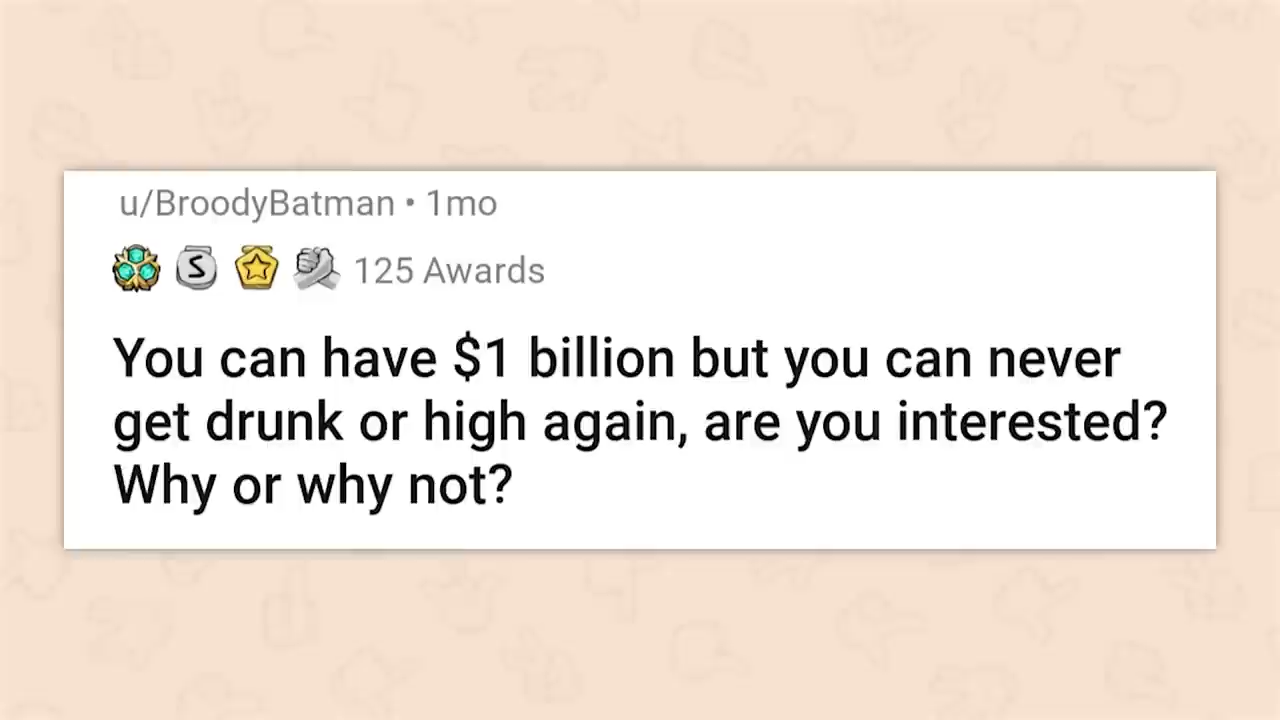 u/BroodyBatman • 1mo
S 125 Awards
You can have $1 billion but you can never
get drunk or high again, are you interested?
Why or why not?